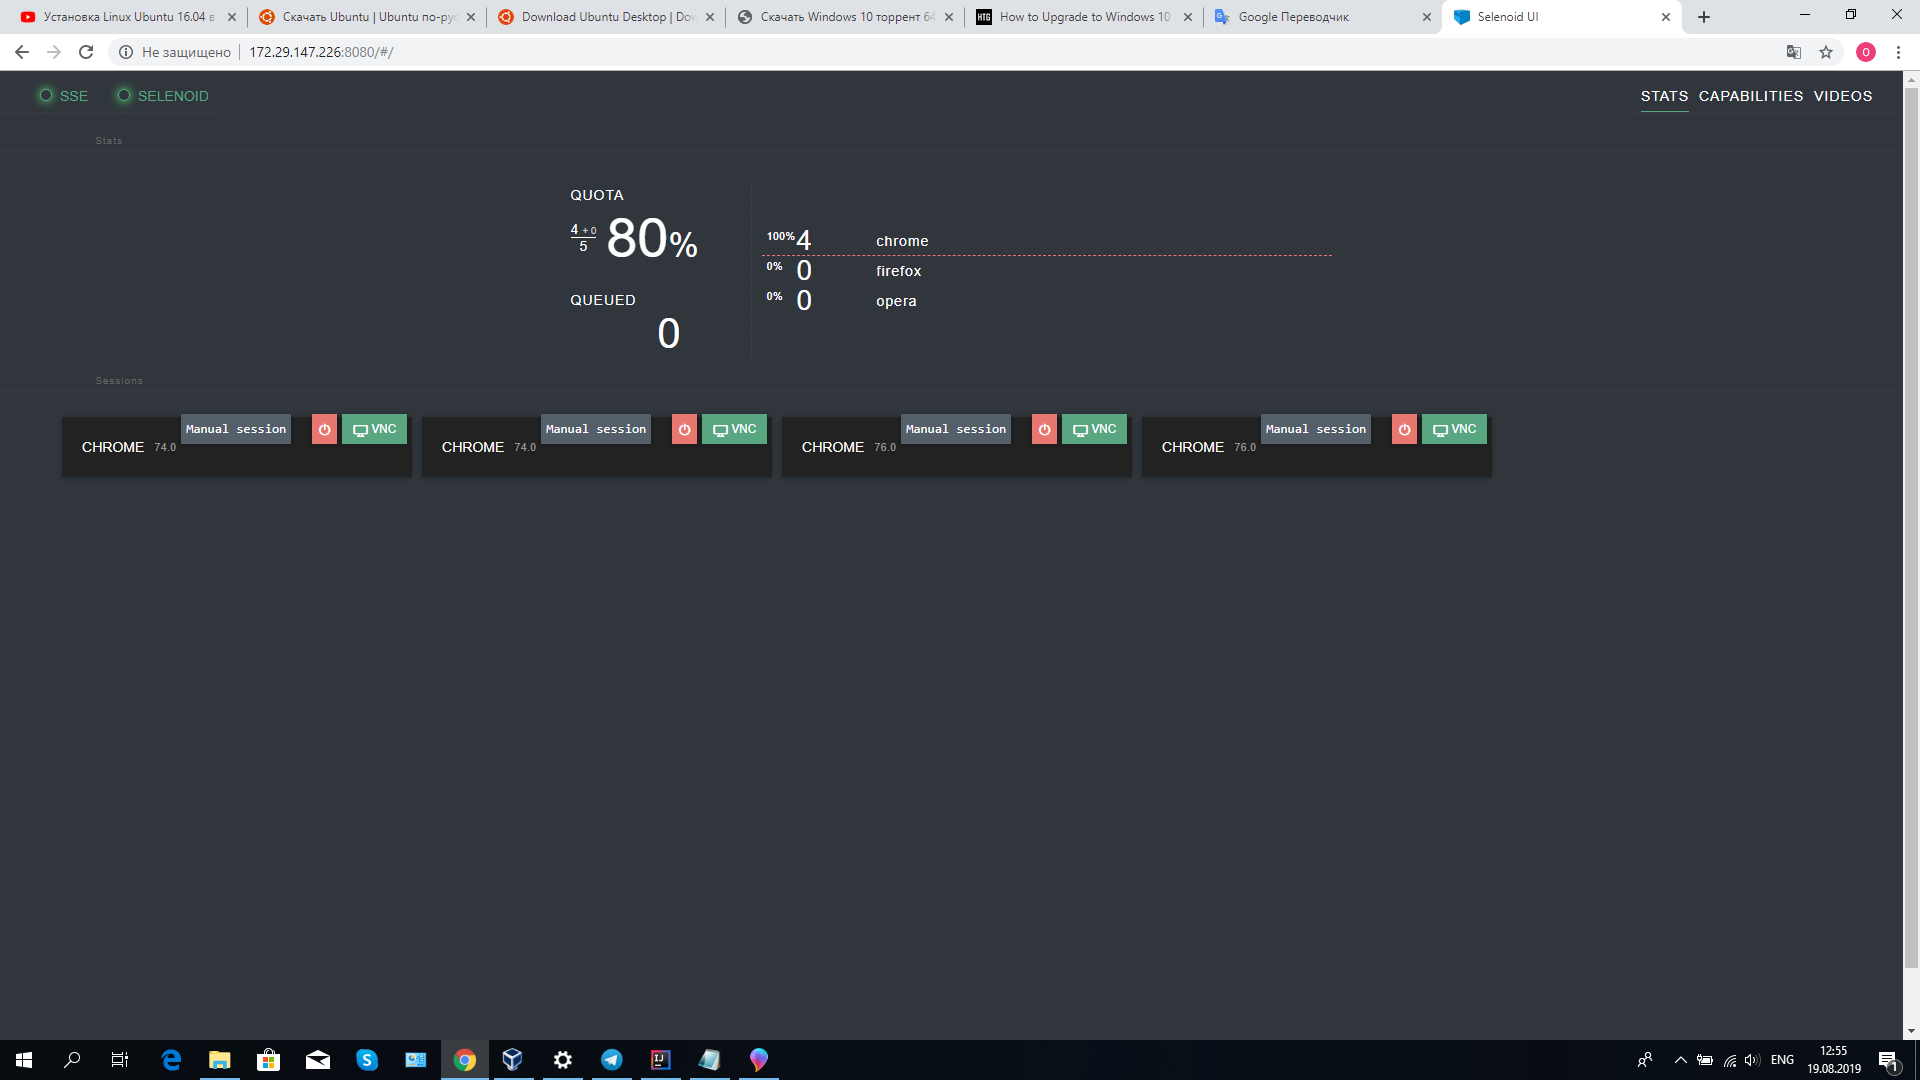 Установка Linux Ubuntu 16.04 в
Скачать Ubuntu | Ubuntu по-рус
Download Ubuntu Desktop | Dow
Скачать Windows 10 торрент 64
HTG How to Upgrade to Windows 10
Google Переводчик
Selenoid UI
Не защищено 172.29.147.226:8080/#/
O
SSE SELENOID
STATS CAPABILITIES VIDEOS
Stats
QUOTA
4 + 0
5
80%
100% 4 chrome
0% 0 firefox
0% 0 opera
QUEUED
0
Sessions
CHROME 74.0 Manual session VNC
CHROME 74.0 Manual session VNC
CHROME 76.0 Manual session VNC
CHROME 76.0 Manual session VNC
ENG
12:55
19.08.2019
1